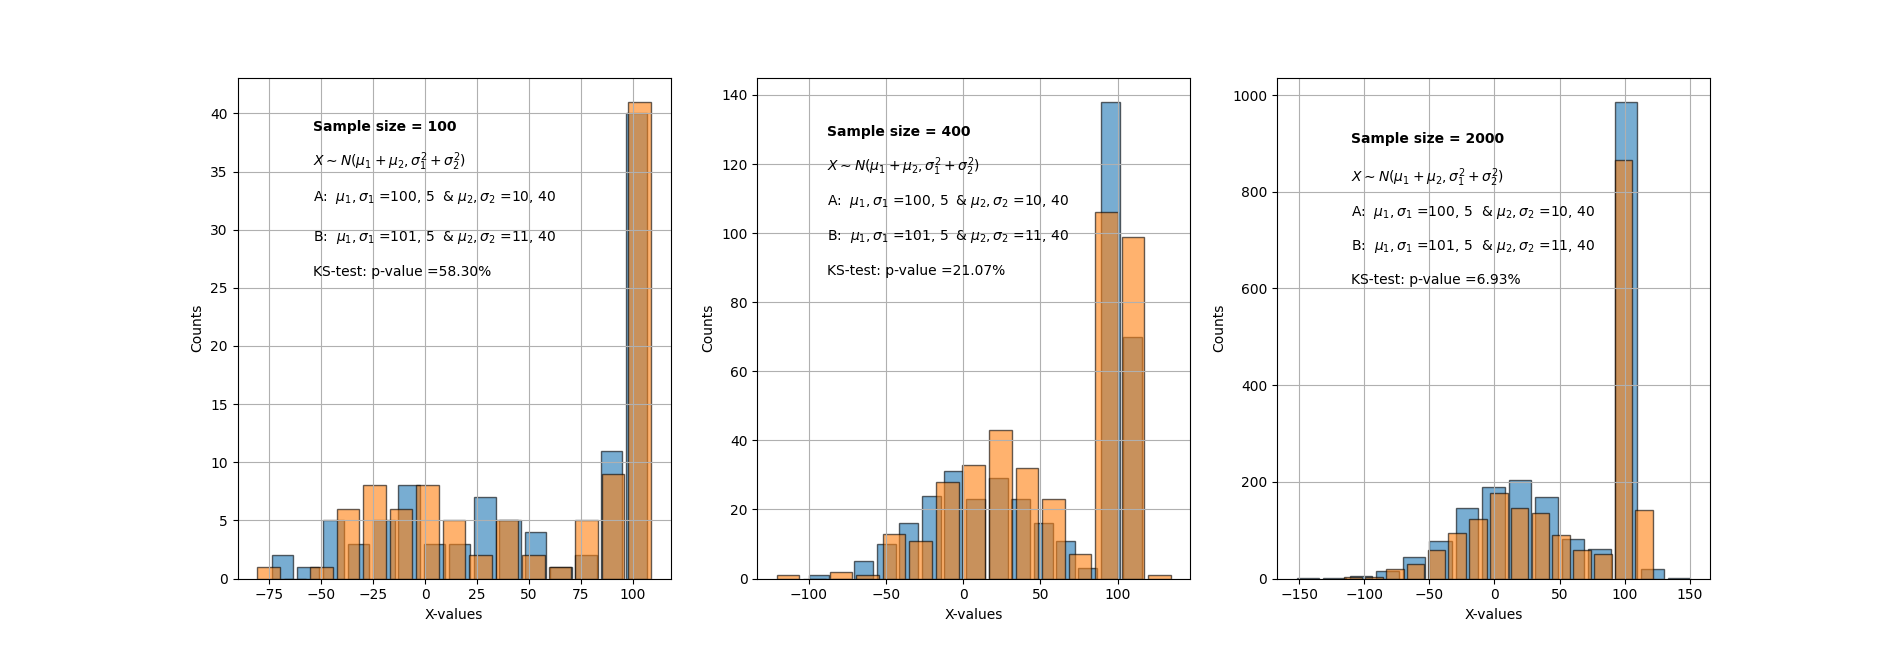 Sample size = 100
X ∼ N(μ₁ + μ₂, σ₁² + σ₂²)
A: μ₁, σ₁ =100, 5 & μ₂, σ₂ =10, 40
B: μ₁, σ₁ =101, 5 & μ₂, σ₂ =11, 40
KS-test: p-value =58.30%
40
35
30
25
20
15
10
5
0
Counts
−75 −50 −25 0 25 50 75 100
X-values
Sample size = 400
X ∼ N(μ₁ + μ₂, σ₁² + σ₂²)
A: μ₁, σ₁ =100, 5 & μ₂, σ₂ =10, 40
B: μ₁, σ₁ =101, 5 & μ₂, σ₂ =11, 40
KS-test: p-value =21.07%
140
120
100
80
60
40
20
0
Counts
−100 −50 0 50 100
X-values
Sample size = 2000
X ∼ N(μ₁ + μ₂, σ₁² + σ₂²)
A: μ₁, σ₁ =100, 5 & μ₂, σ₂ =10, 40
B: μ₁, σ₁ =101, 5 & μ₂, σ₂ =11, 40
KS-test: p-value =6.93%
1000
800
600
400
200
0
Counts
−150 −100 −50 0 50 100 150
X-values